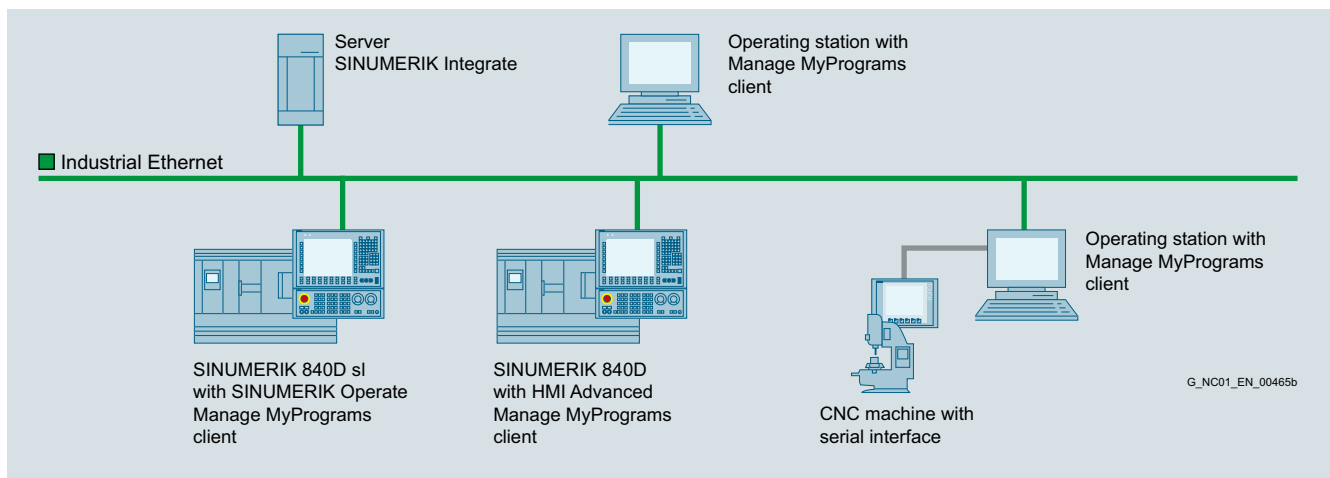 Server
SINUMERIK Integrate
Operating station with
Manage MyPrograms
client
Industrial Ethernet
Operating station with
Manage MyPrograms
client
SINUMERIK 840D sl
with SINUMERIK Operate
Manage MyPrograms
client
SINUMERIK 840D
with HMI Advanced
Manage MyPrograms
client
CNC machine with
serial interface
G_NC01_EN_00465b